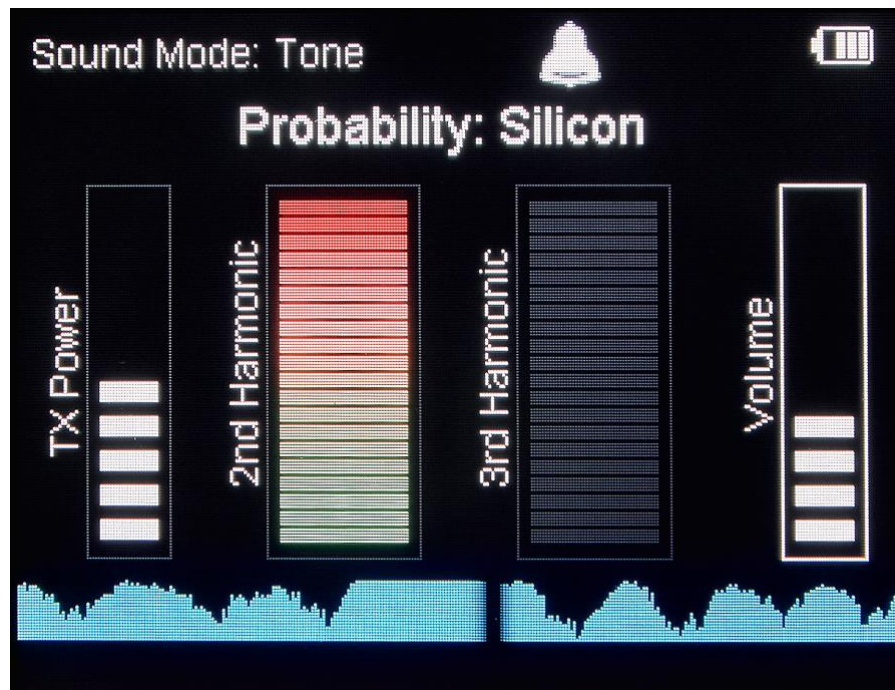 Sound Mode: Tone
Probability: Silicon
TX Power
2nd Harmonic
3rd Harmonic
Volume